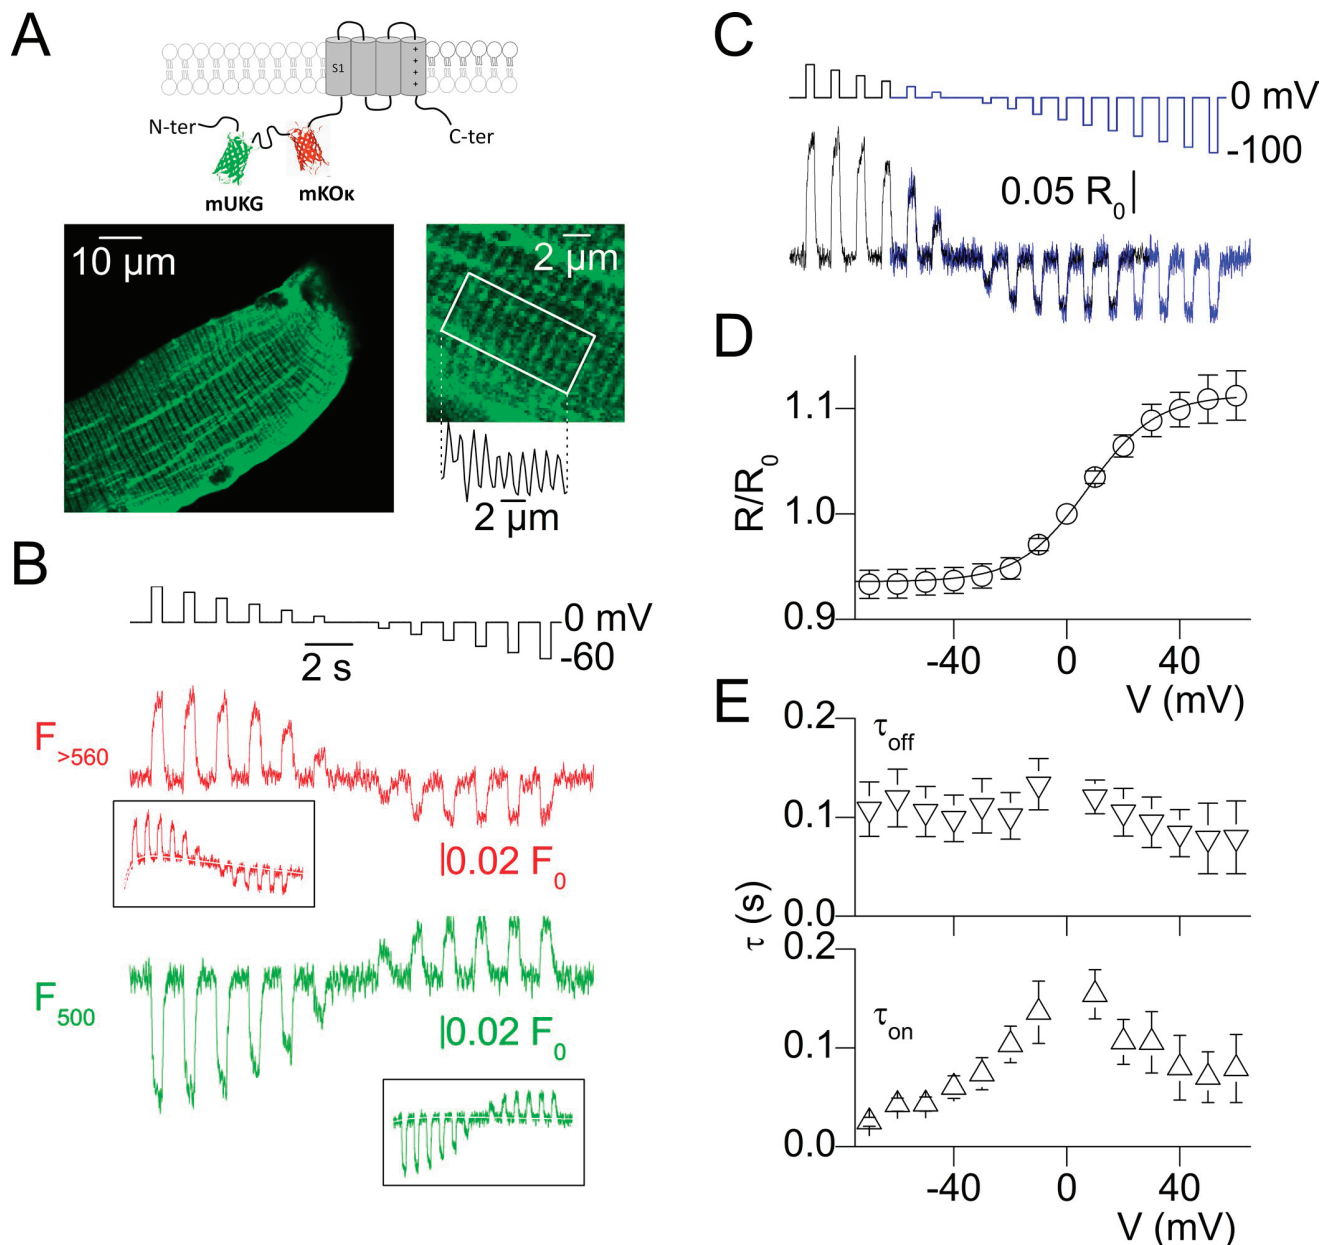 A
S1
+
+
+
+
N-ter
C-ter
mUKG
mKOκ
10 µm
2 µm
2 µm
B
0 mV
-60
2 s
F>560
0.02 F0
F500
0.02 F0
C
0 mV
-100
0.05 R0
D
1.1
1.0
0.9
R/R0
-40 0 40
V (mV)
E
0.2
τoff
0.1
0.0
τ (s)
0.2
τon
0.1
0.0
-40 0 40
V (mV)